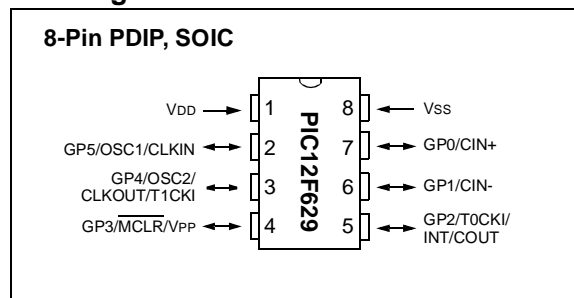 8-Pin PDIP, SOIC
VDD
1
8
VSS
GP5/OSC1/CLKIN
2
7
GP0/CIN+
GP4/OSC2/
CLKOUT/T1CKI
3
6
GP1/CIN-
GP3/MCLR/VPP
4
5
GP2/T0CKI/
INT/COUT
PIC12F629